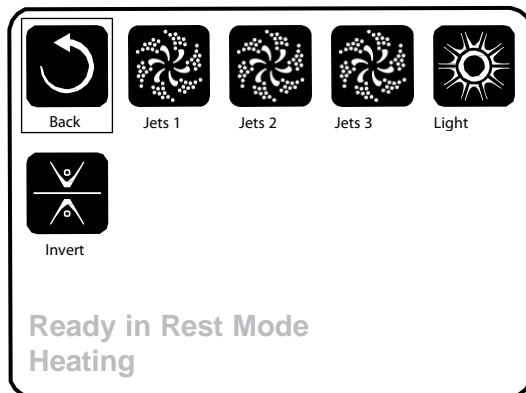 Back
Jets 1
Jets 2
Jets 3
Light
Invert
Ready in Rest Mode
Heating